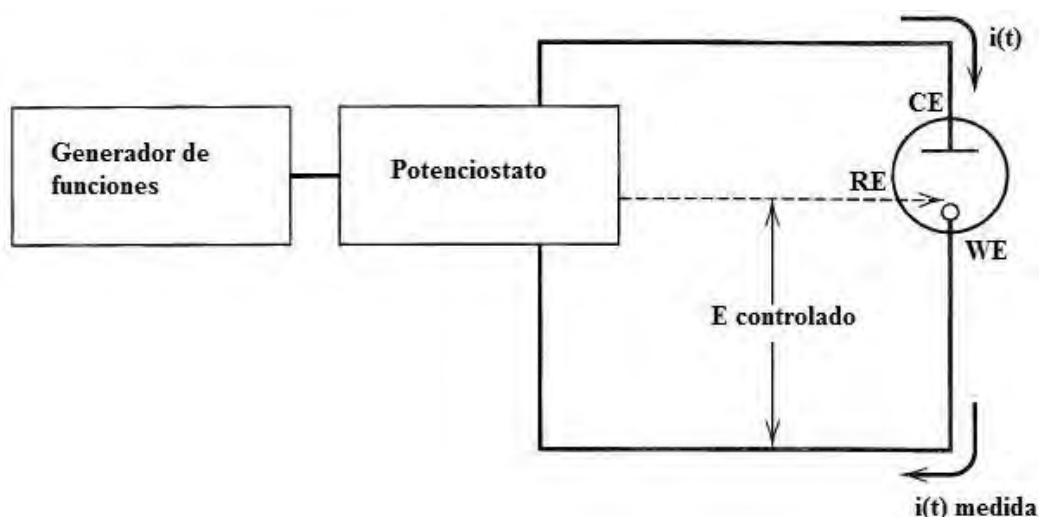 i(t)
CE
Generador de
funciones
Potenciostato
RE
WE
E controlado
i(t) medida